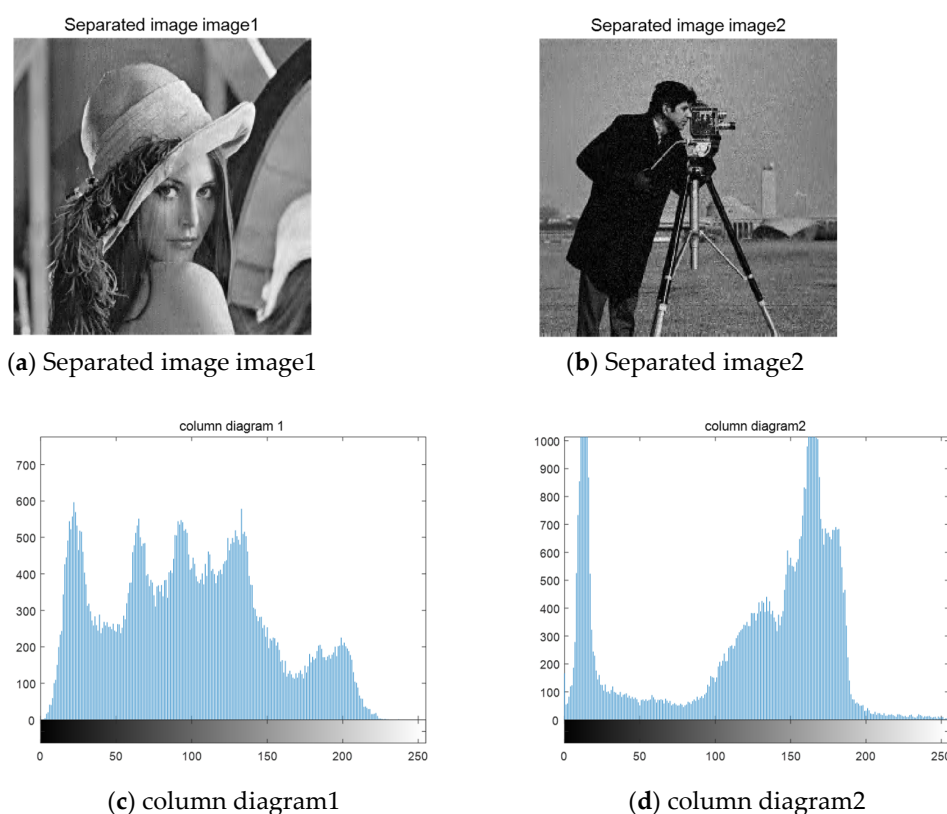 Separated image image1
Separated image image2
(a) Separated image image1
(b) Separated image2
column diagram 1
700
600
500
400
300
200
100
0
0 50 100 150 200 250
column diagram2
1000
900
800
700
600
500
400
300
200
100
0
0 50 100 150 200 250
(c) column diagram1
(d) column diagram2